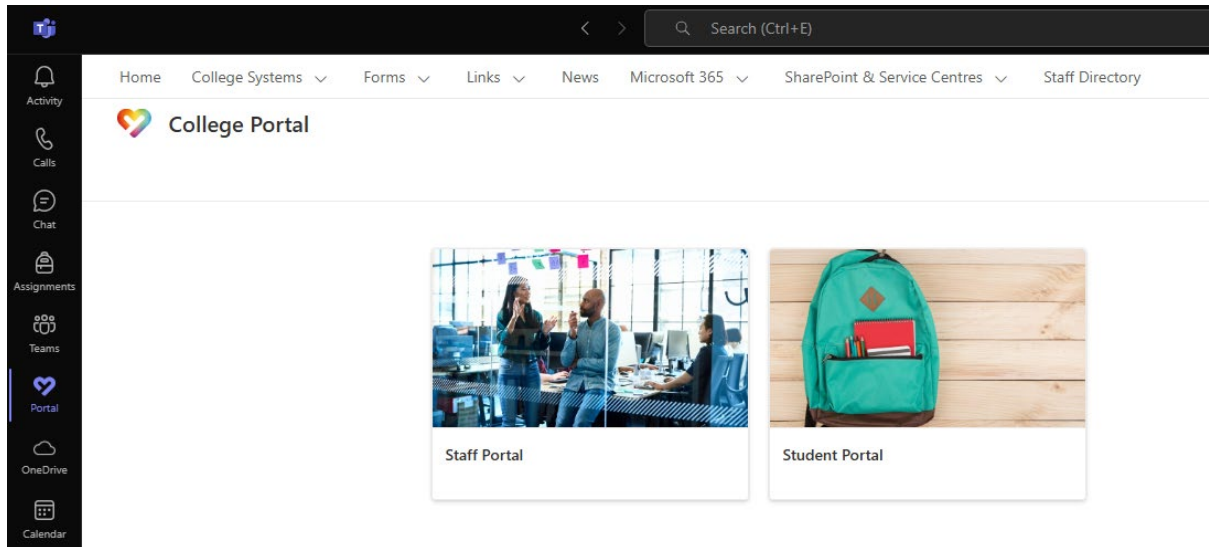 Search (Ctrl+E)
Home College Systems Forms Links News Microsoft 365 SharePoint & Service Centres Staff Directory
College Portal
Activity
Calls
Chat
Assignments
Teams
Portal
OneDrive
Calendar
Staff Portal
Student Portal